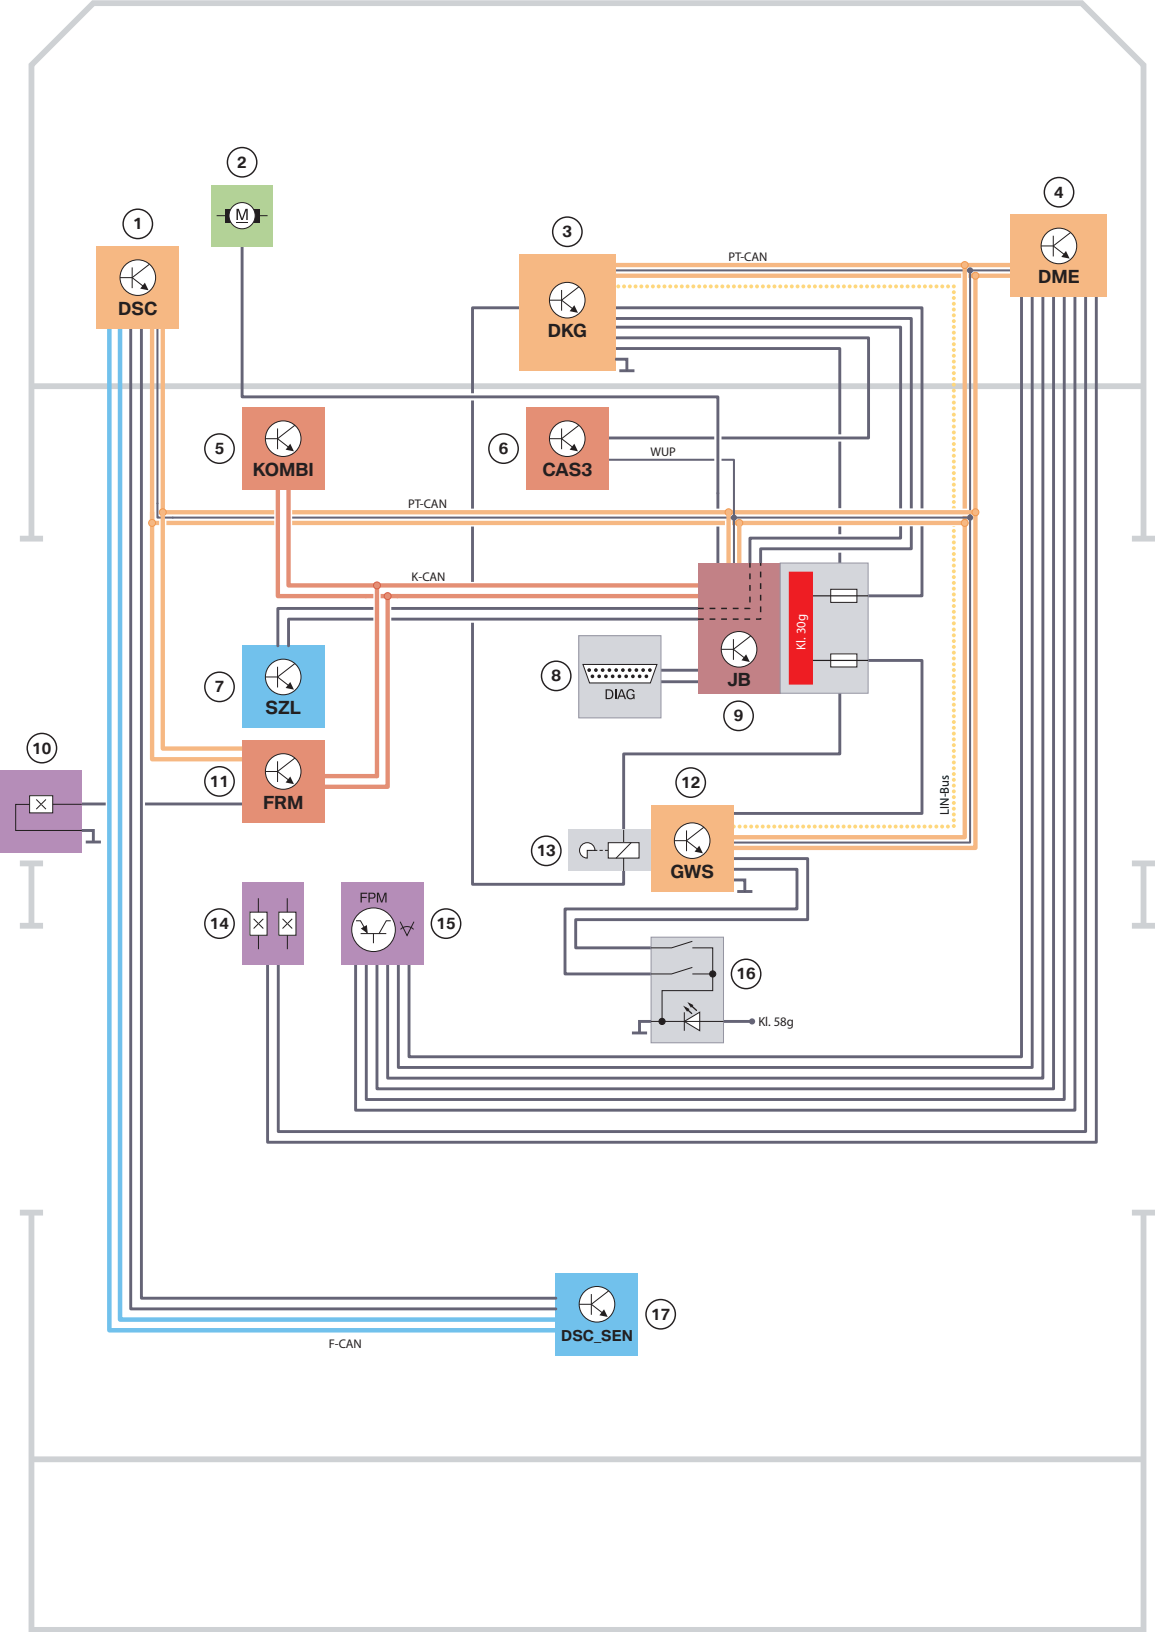 2
4
1
3
PT-CAN
M
DME
DSC
DKG
5
6
WUP
KOMBI
CAS3
PT-CAN
K-CAN
Kl. 30g
7
8
JB
SZL
DIAG
9
10
11
12
FRM
LIN-Bus
13
GWS
FPM
14
15
16
Kl. 58g
17
DSC_SEN
F-CAN